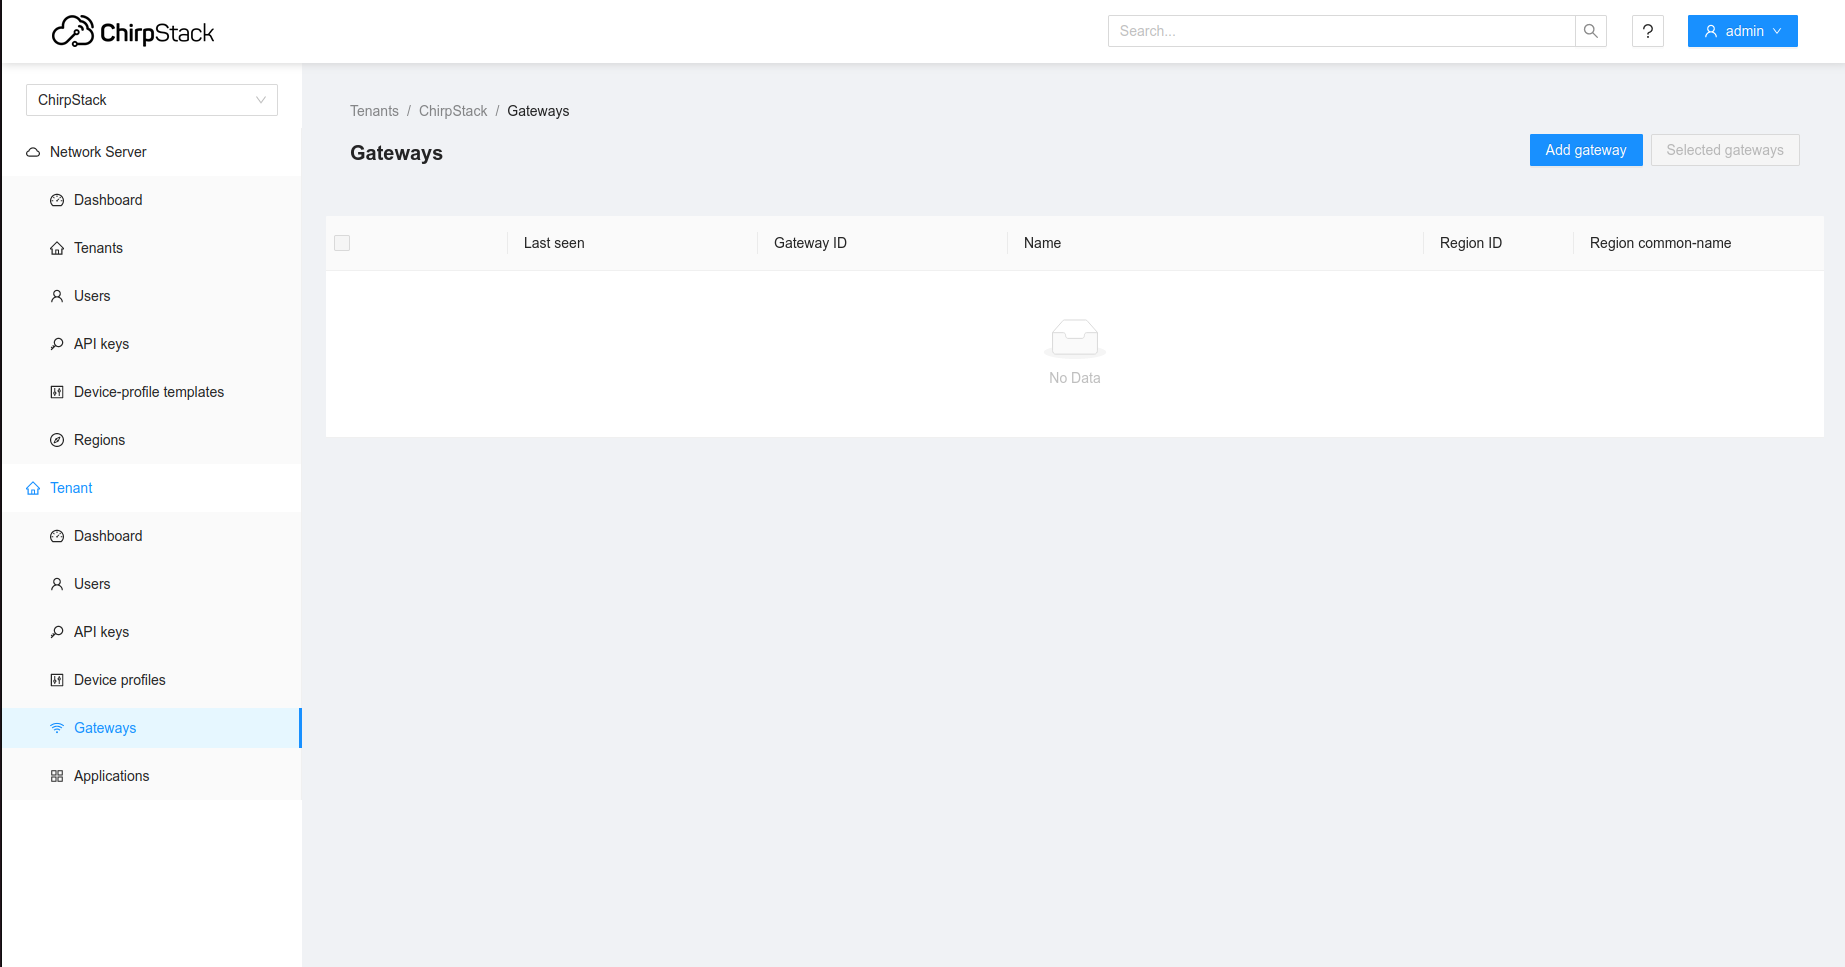 ChirpStack
Search...
?
admin
ChirpStack
Network Server
Dashboard
Tenants
Users
API keys
Device-profile templates
Regions
Tenant
Dashboard
Users
API keys
Device profiles
Gateways
Applications
Tenants / ChirpStack / Gateways
Gateways
Add gateway
Selected gateways
Last seen
Gateway ID
Name
Region ID
Region common-name
No Data